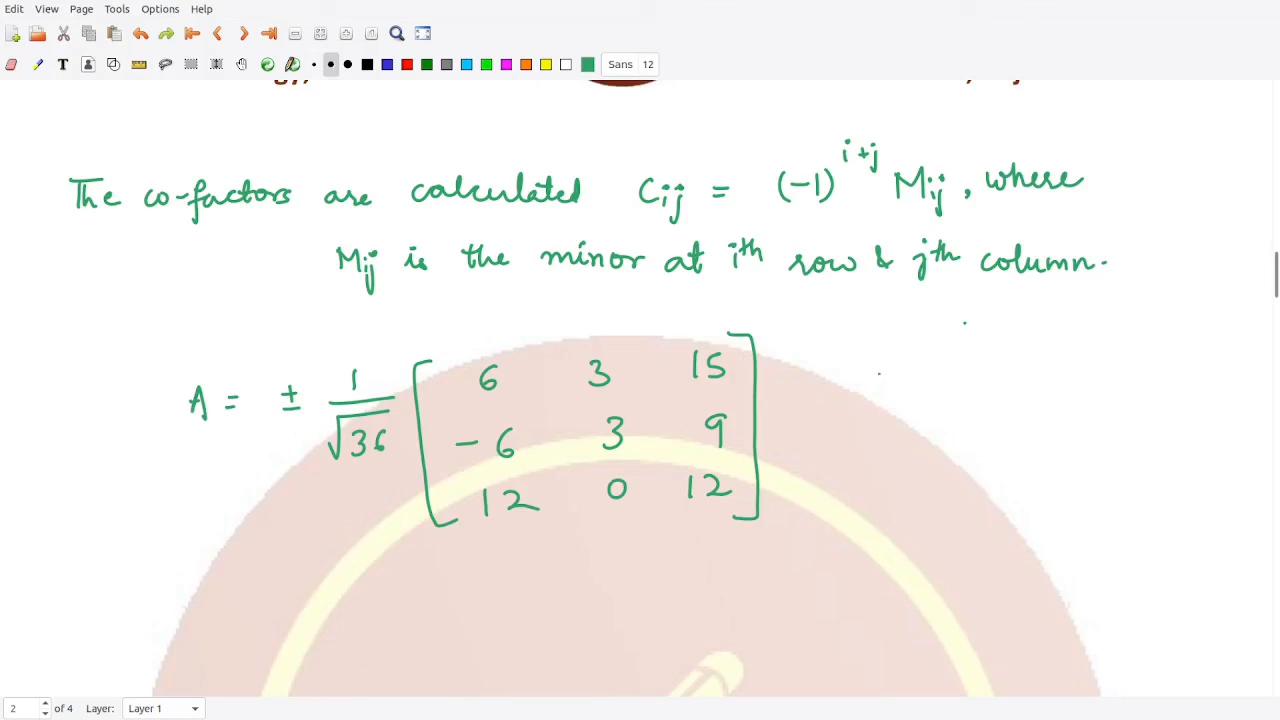 Edit View Page Tools Options Help
T Sans 12
The co-factors are calculated Cij = (-1)^{i+j} Mij, where
Mij is the minor at ith row & jth column.
A = ± 1/√36 [ 6 3 15
-6 3 9
12 0 12 ]
2 of 4 Layer: Layer 1